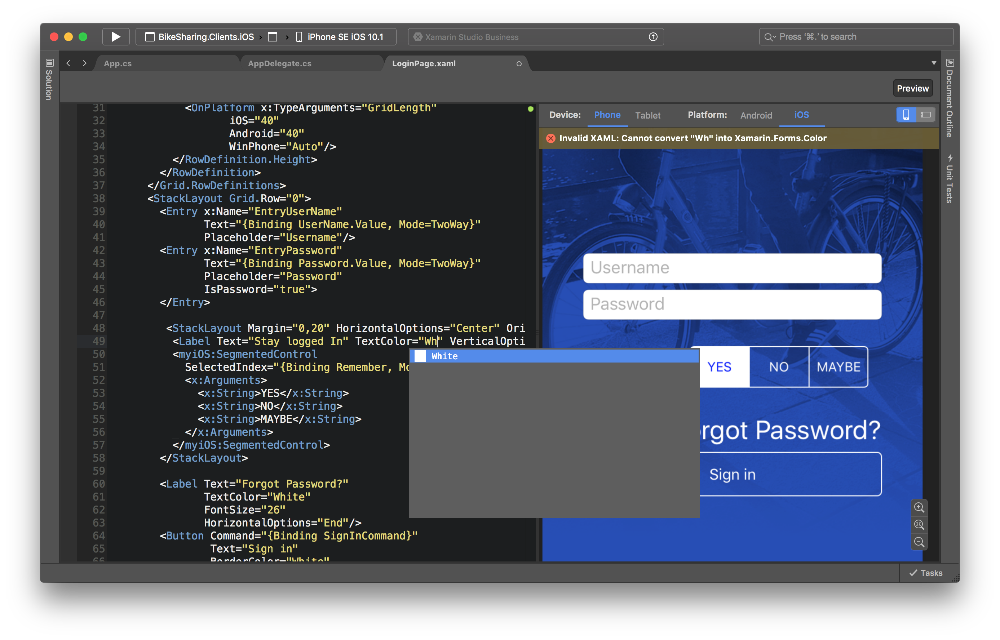 BikeSharing.Clients.iOS › › iPhone SE iOS 10.1
Xamarin Studio Business
Press ‘⌘.’ to search
Solution
App.cs
AppDelegate.cs
LoginPage.xaml
Preview
Document Outline
Unit Tests
31 <OnPlatform x:TypeArguments="GridLength"
32 iOS="40"
33 Android="40"
34 WinPhone="Auto"/>
35 </RowDefinition.Height>
36 </RowDefinition>
37 </Grid.RowDefinitions>
38 <StackLayout Grid.Row="0">
39 <Entry x:Name="EntryUserName"
40 Text="{Binding UserName.Value, Mode=TwoWay}"
41 Placeholder="Username"/>
42 <Entry x:Name="EntryPassword"
43 Text="{Binding Password.Value, Mode=TwoWay}"
44 Placeholder="Password"
45 IsPassword="true">
46 </Entry>
47
48 <StackLayout Margin="0,20" HorizontalOptions="Center" Ori
49 <Label Text="Stay logged In" TextColor="Wh" VerticalOpti
50 <myiOS:SegmentedControl
51 SelectedIndex="{Binding Remember, Mo
52 <x:Arguments>
53 <x:String>YES</x:String>
54 <x:String>NO</x:String>
55 <x:String>MAYBE</x:String>
56 </x:Arguments>
57 </myiOS:SegmentedControl>
58 </StackLayout>
59
60 <Label Text="Forgot Password?"
61 TextColor="White"
62 FontSize="26"
63 HorizontalOptions="End"/>
64 <Button Command="{Binding SignInCommand}"
65 Text="Sign in"
66 BorderColor="White"
White
Device: Phone Tablet Platform: Android iOS
Invalid XAML: Cannot convert "Wh" into Xamarin.Forms.Color
Username
Password
YES NO MAYBE
rgot Password?
Sign in
Tasks